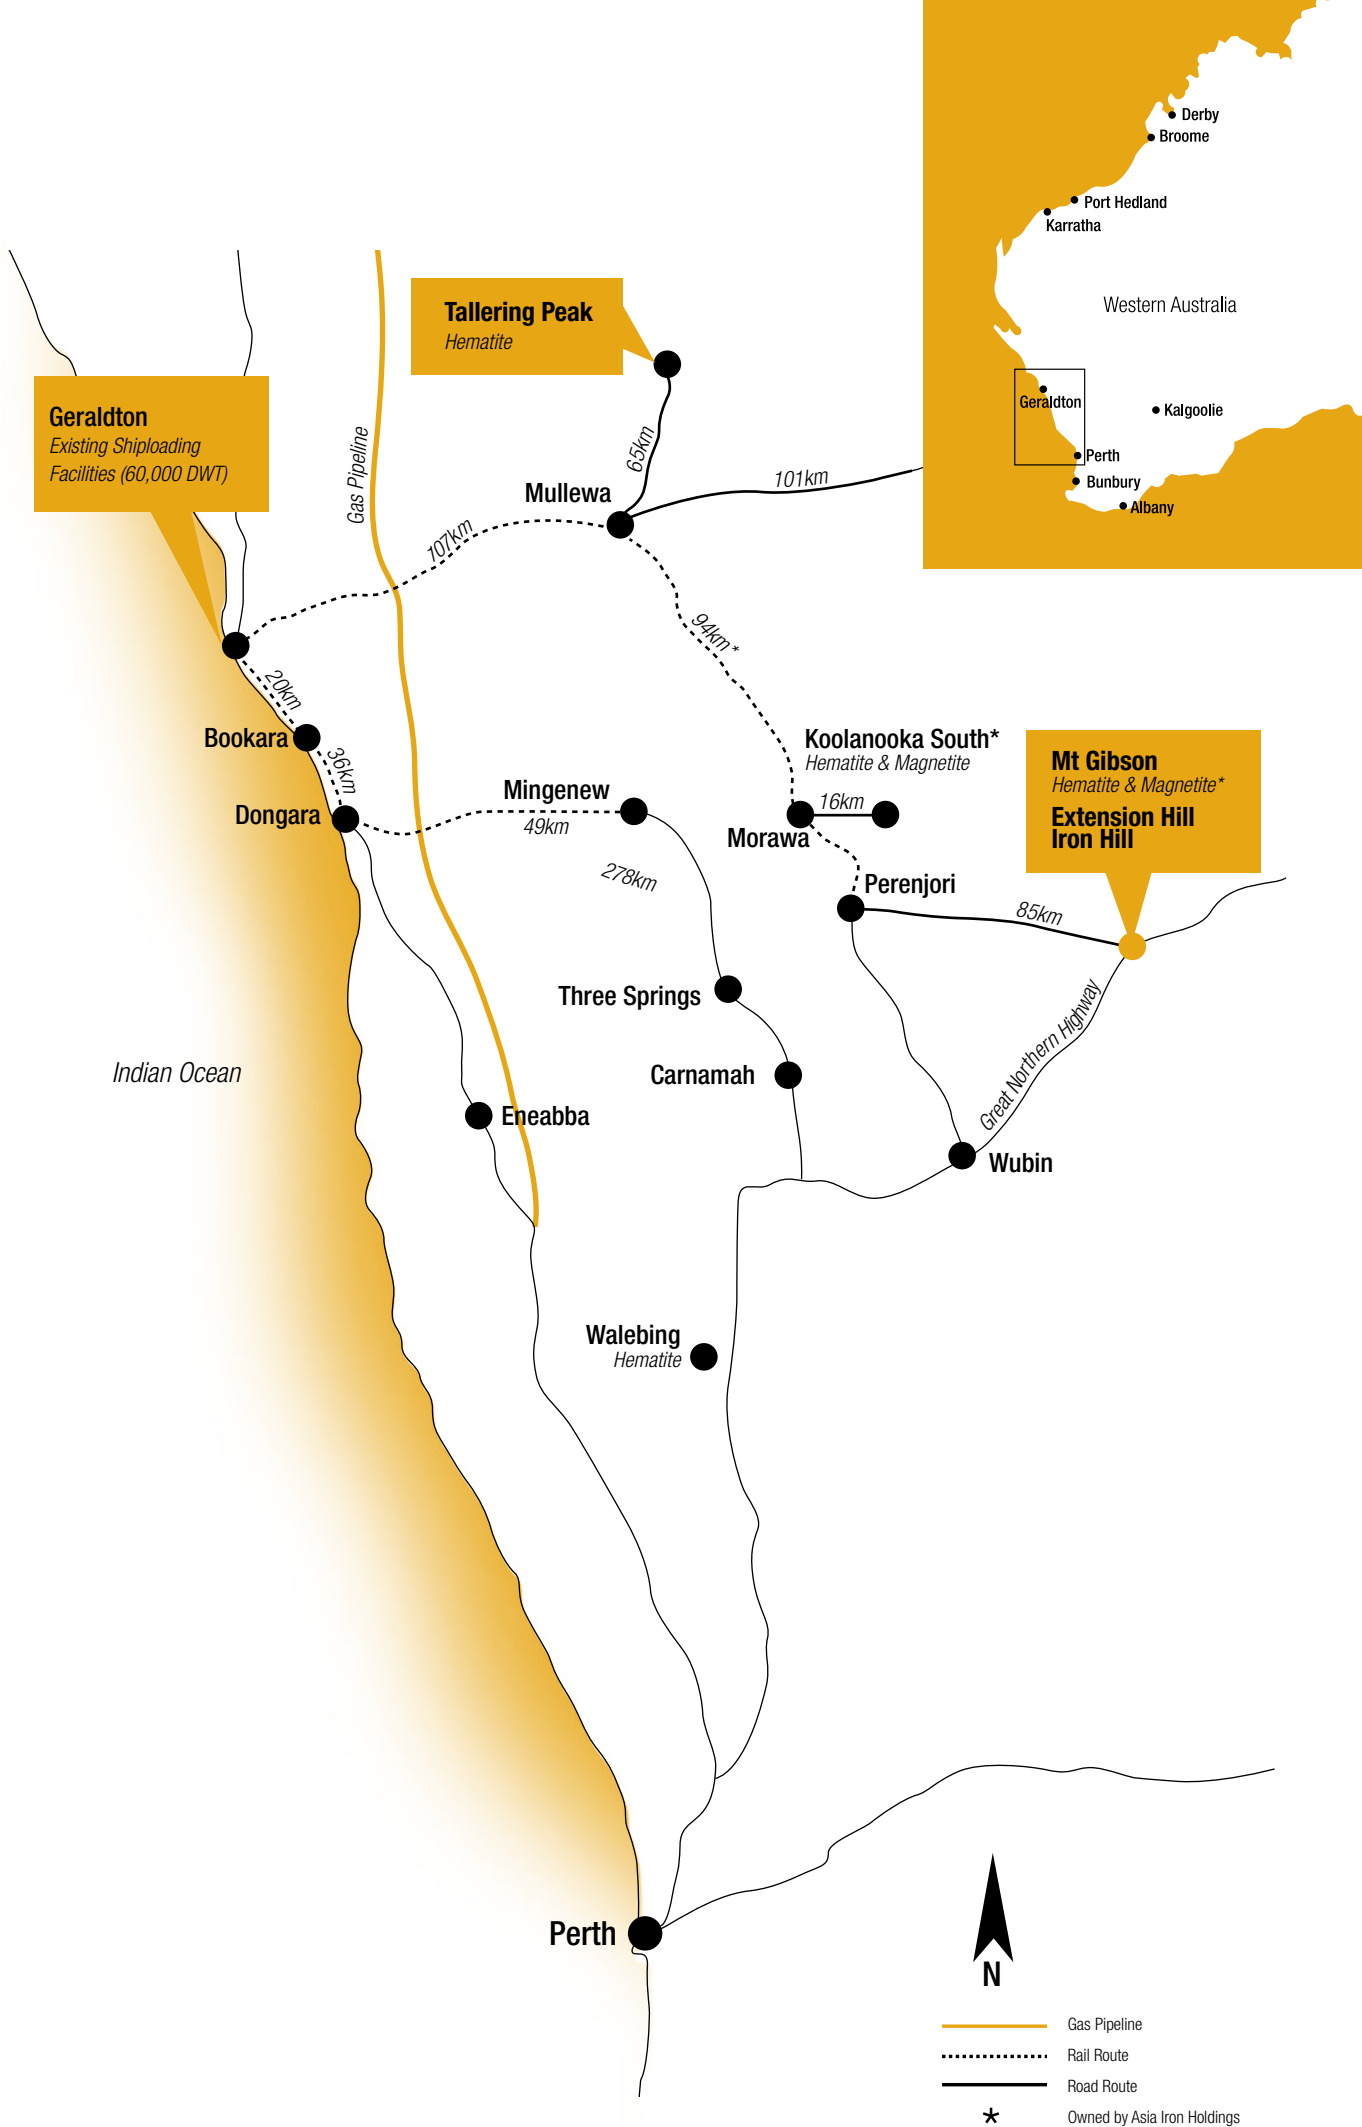 Derby
Broome
Port Hedland
Karratha
Western Australia
Geraldton
Kalgoolie
Perth
Bunbury
Albany
Tallering Peak
Hematite
Geraldton
Existing Shiploading
Facilities (60,000 DWT)
Gas Pipeline
65km
Mullewa
101km
107km
94km*
20km
Bookara
36km
Koolanooka South*
Hematite & Magnetite
Mt Gibson
Hematite & Magnetite*
Extension Hill
Iron Hill
Mingenew
16km
Dongara
49km
Morawa
278km
Perenjori
85km
Three Springs
Great Northern Highway
Indian Ocean
Carnamah
Eneabba
Wubin
Walebing
Hematite
Perth
N
Gas Pipeline
Rail Route
Road Route
* Owned by Asia Iron Holdings